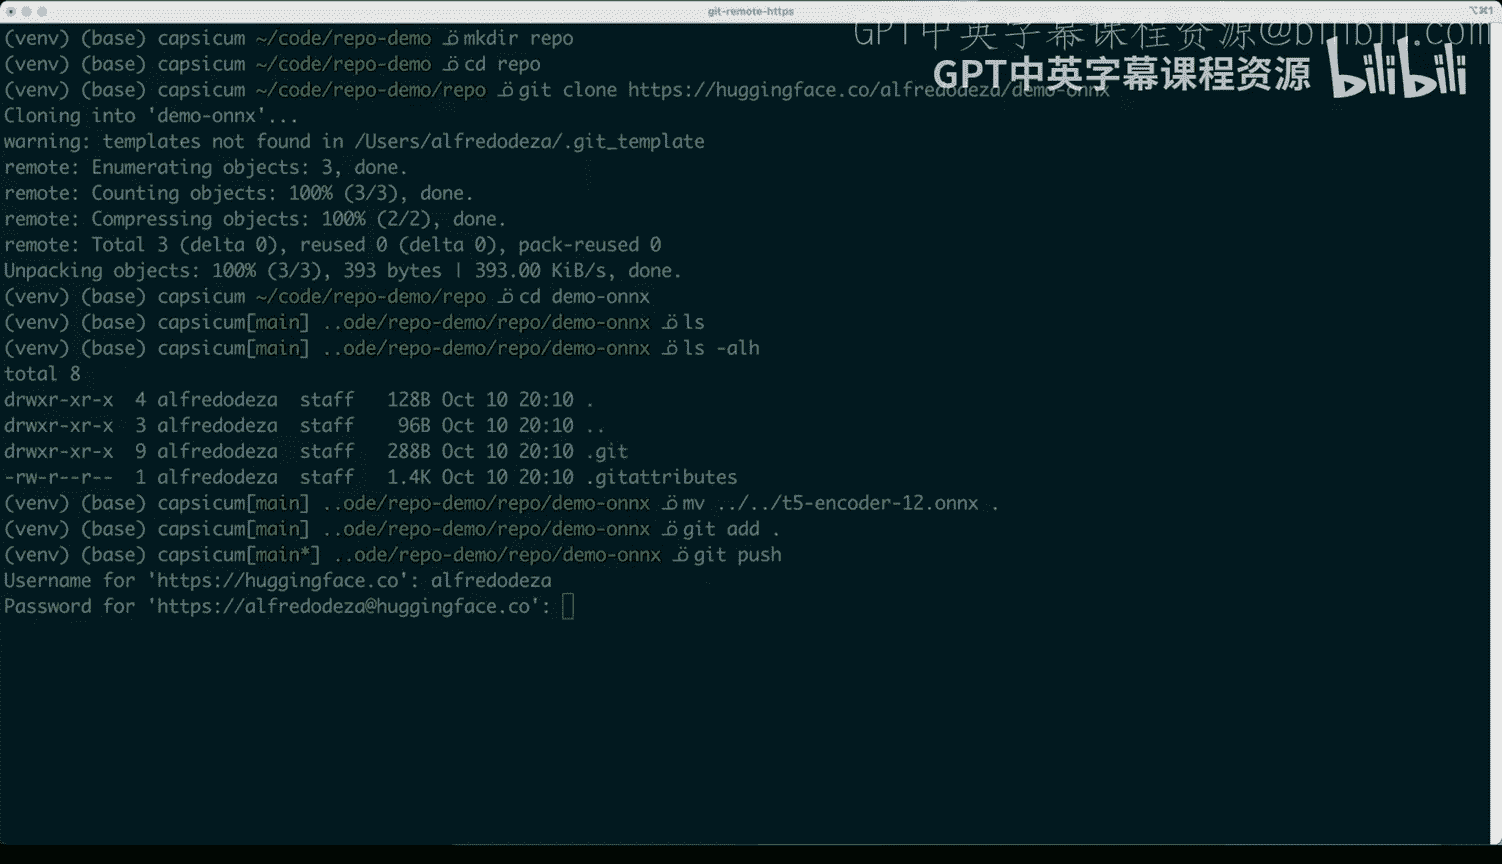 git-remote-https
⌥⌘1
GPT中英字幕课程资源@bilibili.com
GPT中英字幕课程资源 bilibili
(venv) (base) capsicum ~/code/repo-demo mkdir repo
(venv) (base) capsicum ~/code/repo-demo cd repo
(venv) (base) capsicum ~/code/repo-demo/repo git clone https://huggingface.co/alfredodeza/demo-onnx
Cloning into 'demo-onnx'...
warning: templates not found in /Users/alfredodeza/.git_template
remote: Enumerating objects: 3, done.
remote: Counting objects: 100% (3/3), done.
remote: Compressing objects: 100% (2/2), done.
remote: Total 3 (delta 0), reused 0 (delta 0), pack-reused 0
Unpacking objects: 100% (3/3), 393 bytes | 393.00 KiB/s, done.
(venv) (base) capsicum ~/code/repo-demo/repo cd demo-onnx
(venv) (base) capsicum[main] ..ode/repo-demo/repo/demo-onnx ls
(venv) (base) capsicum[main] ..ode/repo-demo/repo/demo-onnx ls -alh
total 8
drwxr-xr-x 4 alfredodeza staff 128B Oct 10 20:10 .
drwxr-xr-x 3 alfredodeza staff 96B Oct 10 20:10 ..
drwxr-xr-x 9 alfredodeza staff 288B Oct 10 20:10 .git
-rw-r--r-- 1 alfredodeza staff 1.4K Oct 10 20:10 .gitattributes
(venv) (base) capsicum[main] ..ode/repo-demo/repo/demo-onnx mv ../../t5-encoder-12.onnx .
(venv) (base) capsicum[main] ..ode/repo-demo/repo/demo-onnx git add .
(venv) (base) capsicum[main*] ..ode/repo-demo/repo/demo-onnx git push
Username for 'https://huggingface.co': alfredodeza
Password for 'https://alfredodeza@huggingface.co':